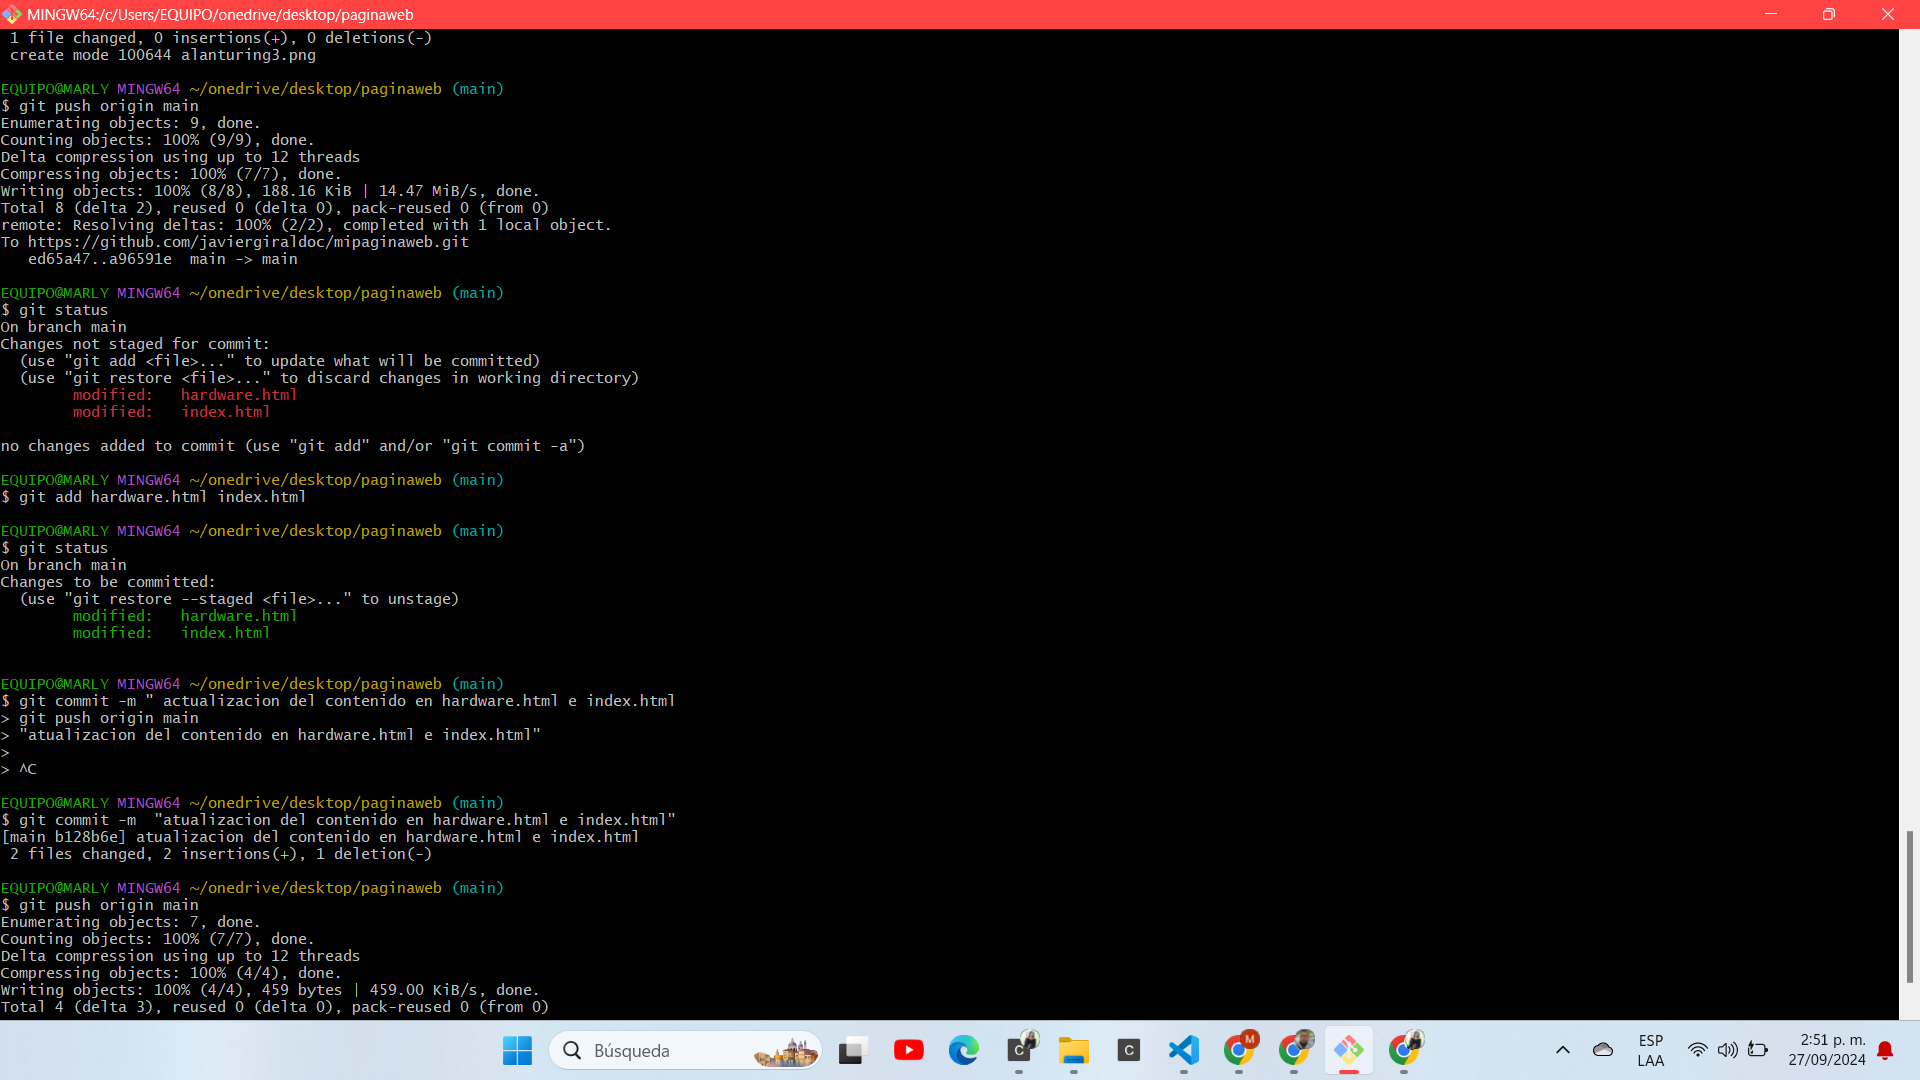 MINGW64:/c/Users/EQUIPO/onedrive/desktop/paginaweb
 1 file changed, 0 insertions(+), 0 deletions(-)
 create mode 100644 alanturing3.png
EQUIPO@MARLY MINGW64 ~/onedrive/desktop/paginaweb (main)
$ git push origin main
Enumerating objects: 9, done.
Counting objects: 100% (9/9), done.
Delta compression using up to 12 threads
Compressing objects: 100% (7/7), done.
Writing objects: 100% (8/8), 188.16 KiB | 14.47 MiB/s, done.
Total 8 (delta 2), reused 0 (delta 0), pack-reused 0 (from 0)
remote: Resolving deltas: 100% (2/2), completed with 1 local object.
To https://github.com/javiergiraldoc/mipaginaweb.git
   ed65a47..a96591e  main -> main
EQUIPO@MARLY MINGW64 ~/onedrive/desktop/paginaweb (main)
$ git status
On branch main
Changes not staged for commit:
  (use "git add <file>..." to update what will be committed)
  (use "git restore <file>..." to discard changes in working directory)
        modified:   hardware.html
        modified:   index.html
no changes added to commit (use "git add" and/or "git commit -a")
EQUIPO@MARLY MINGW64 ~/onedrive/desktop/paginaweb (main)
$ git add hardware.html index.html
EQUIPO@MARLY MINGW64 ~/onedrive/desktop/paginaweb (main)
$ git status
On branch main
Changes to be committed:
  (use "git restore --staged <file>..." to unstage)
        modified:   hardware.html
        modified:   index.html
EQUIPO@MARLY MINGW64 ~/onedrive/desktop/paginaweb (main)
$ git commit -m " actualizacion del contenido en hardware.html e index.html
> git push origin main
> "atualizacion del contenido en hardware.html e index.html"
>
> ^C
EQUIPO@MARLY MINGW64 ~/onedrive/desktop/paginaweb (main)
$ git commit -m  "atualizacion del contenido en hardware.html e index.html"
[main b128b6e] atualizacion del contenido en hardware.html e index.html
 2 files changed, 2 insertions(+), 1 deletion(-)
EQUIPO@MARLY MINGW64 ~/onedrive/desktop/paginaweb (main)
$ git push origin main
Enumerating objects: 7, done.
Counting objects: 100% (7/7), done.
Delta compression using up to 12 threads
Compressing objects: 100% (4/4), done.
Writing objects: 100% (4/4), 459 bytes | 459.00 KiB/s, done.
Total 4 (delta 3), reused 0 (delta 0), pack-reused 0 (from 0)
Búsqueda
C
C
M
ESP
LAA
2:51 p. m.
27/09/2024